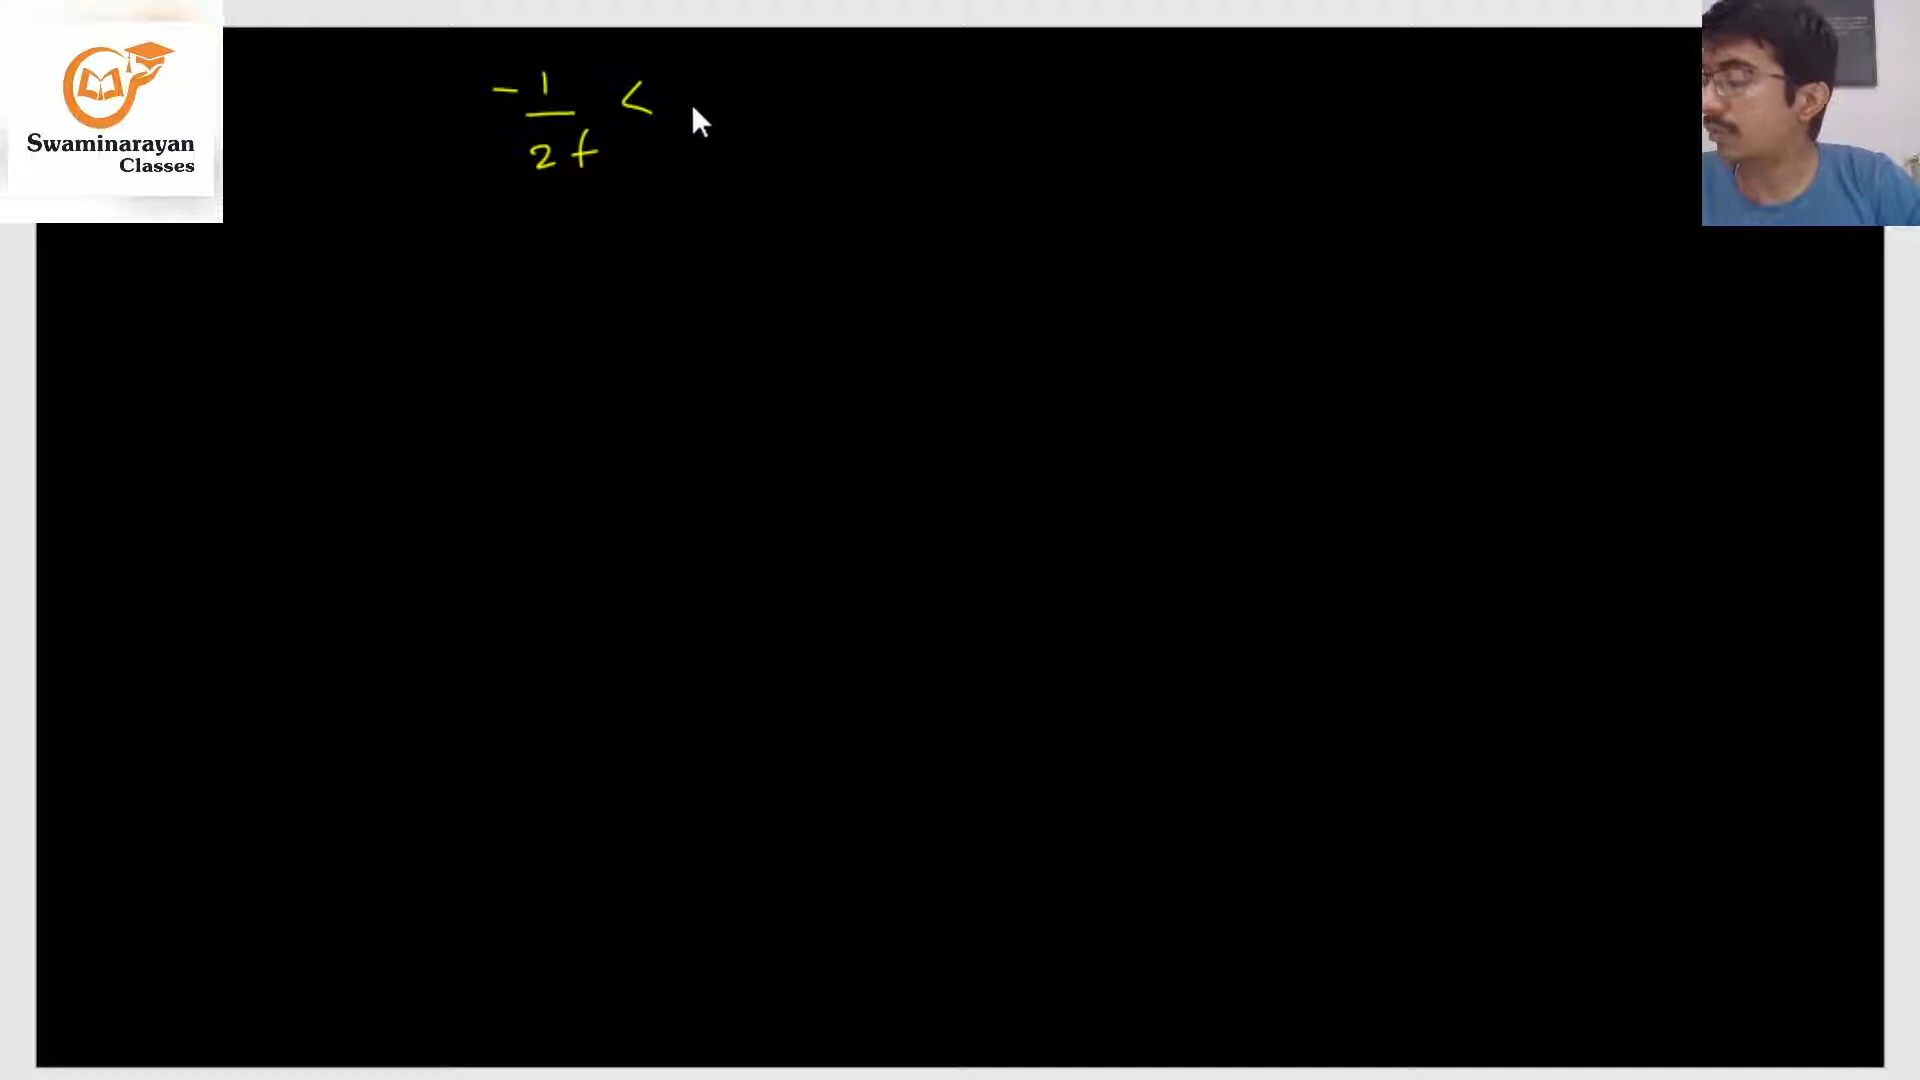 Swaminarayan
Classes
- 1/2f <